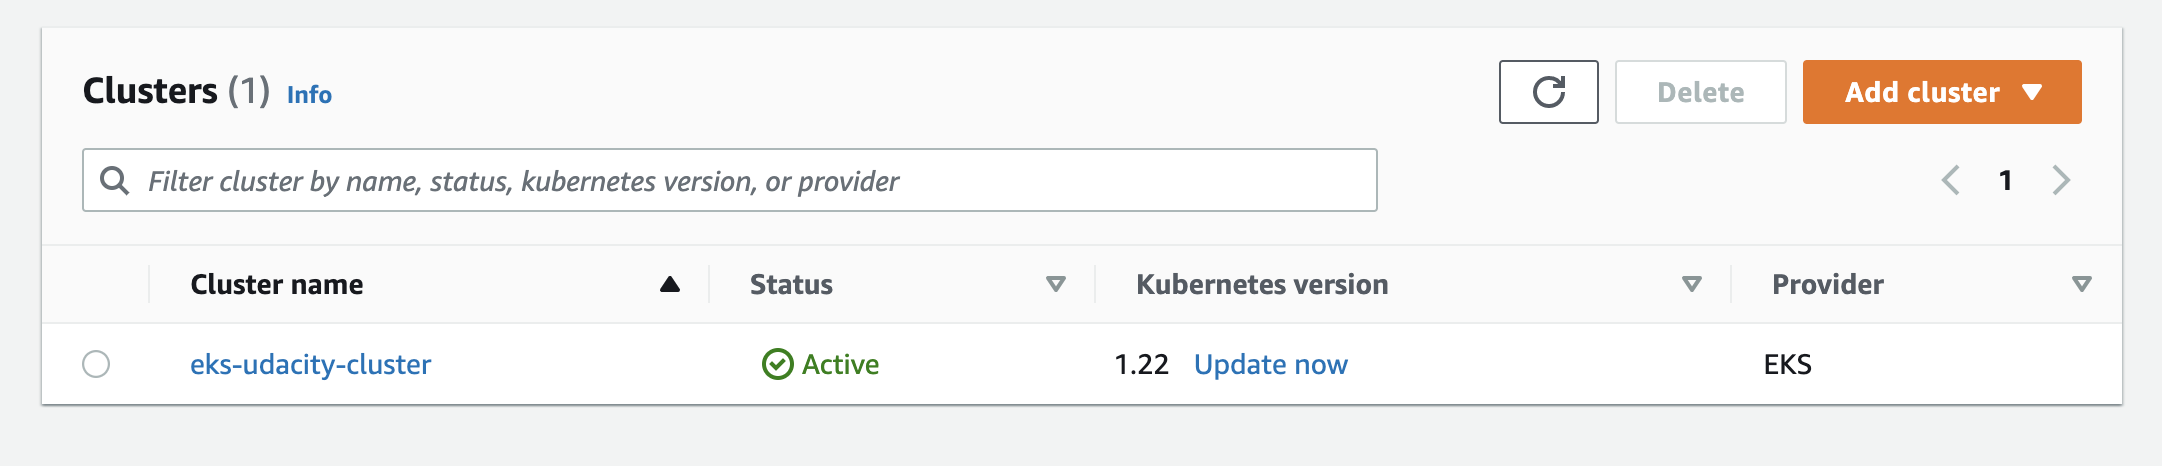 Clusters (1) Info
Delete
Add cluster
Filter cluster by name, status, kubernetes version, or provider
1
Cluster name Status Kubernetes version Provider
eks-udacity-cluster Active 1.22 Update now EKS